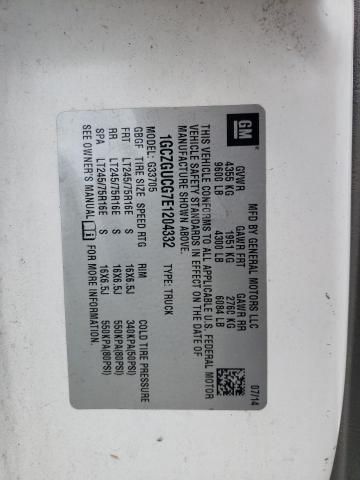 GM
MFD BY GENERAL MOTORS LLC 07/14
GVWR GAWR FRT GAWR RR
4355 KG 1951 KG 2760 KG
9600 LB 4300 LB 6084 LB
THIS VEHICLE CONFORMS TO ALL APPLICABLE U.S. FEDERAL MOTOR
VEHICLE SAFETY STANDARDS IN EFFECT ON THE DATE OF
MANUFACTURE SHOWN ABOVE.
1GCZGUCG7E1204332 TYPE: TRUCK
MODEL: G33705
GBGF TIRE SIZE SPEED RTG RIM COLD TIRE PRESSURE
FRT LT245/75R16E S 16X6.5J 340KPA(50PSI)
RR LT245/75R16E S 16X6.5J 550KPA(80PSI)
SPA LT245/75R16E S 16X6.5J 550KPA(80PSI)
SEE OWNER'S MANUAL FOR MORE INFORMATION.